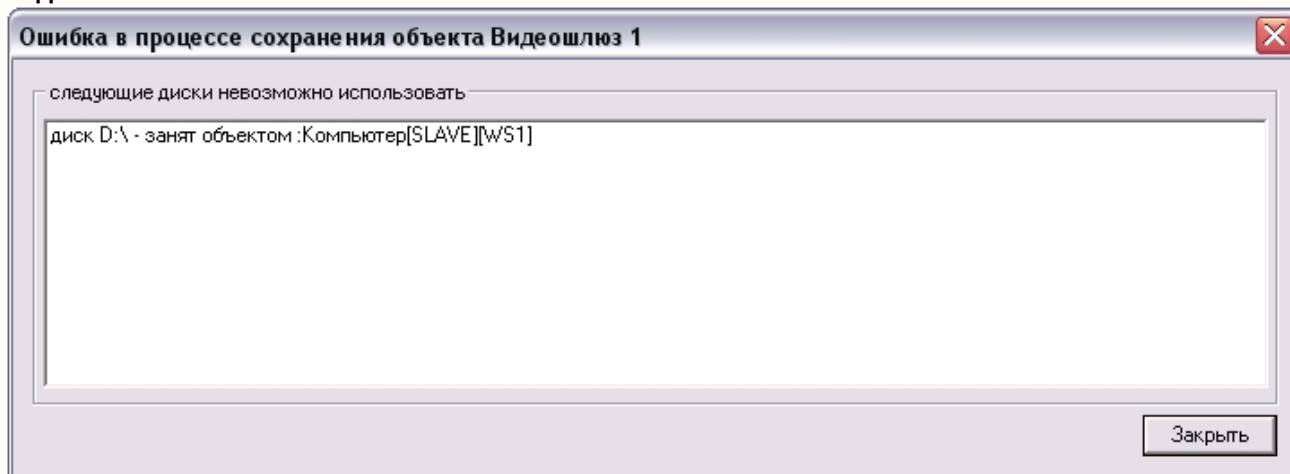 Ошибка в процессе сохранения объекта Видеошлюз 1
следующие диски невозможно использовать
диск D:\ - занят объектом :Компьютер[SLAVE][WS1]
Закрыть